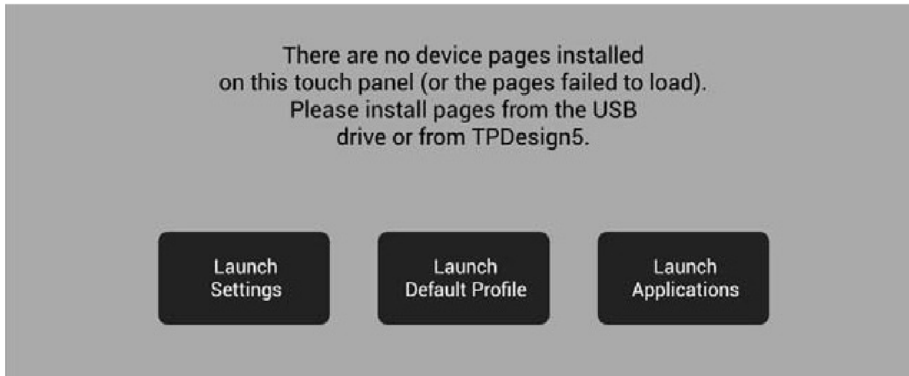 There are no device pages installed
on this touch panel (or the pages failed to load).
Please install pages from the USB
drive or from TPDesign5.
Launch
Settings
Launch
Default Profile
Launch
Applications